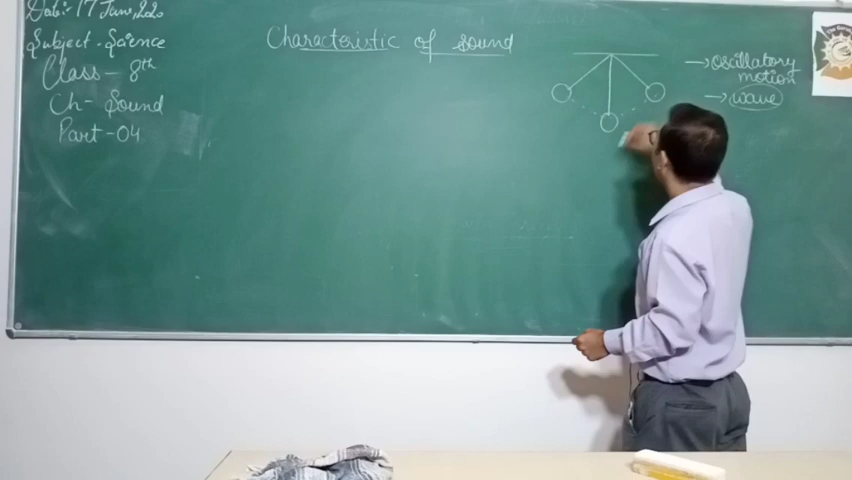 Date:- 17 June, 2020
Subject - Science
Class - 8th
Ch - Sound
Part - 04
Characteristic of sound
→ Oscillatory
motion
→ wave